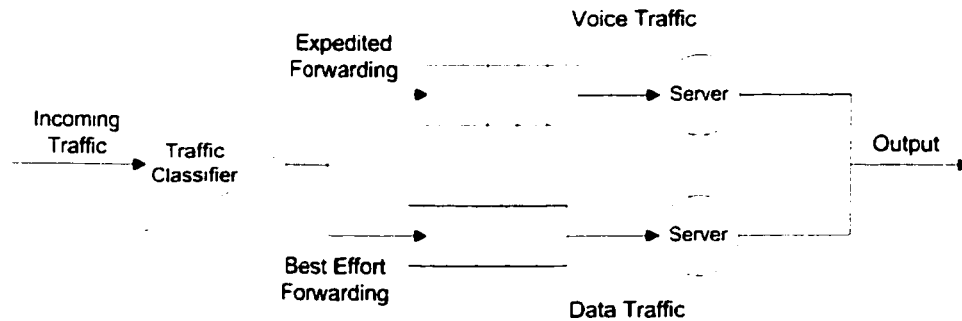 Voice Traffic
Expedited
Forwarding
Server
Incoming
Traffic
Traffic
Classifier
Output
Server
Best Effort
Forwarding
Data Traffic